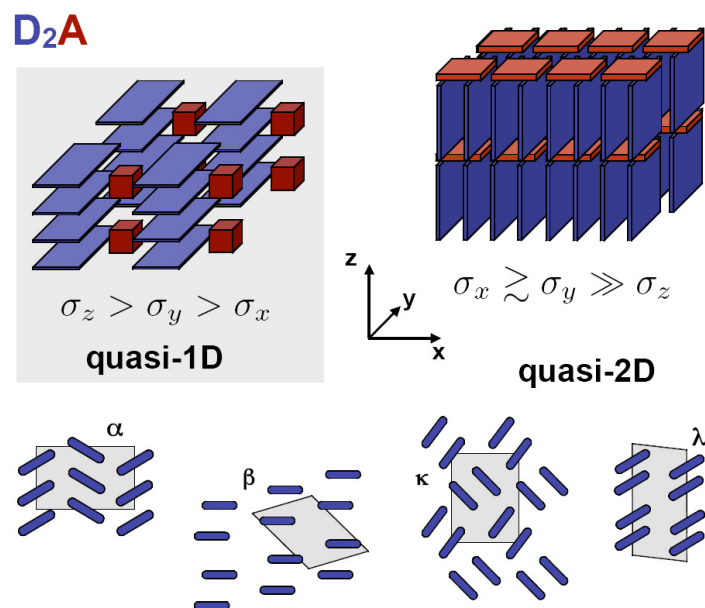 D₂A
z
y
x
σz > σy > σx
σx ≳ σy ≫ σz
quasi-1D
quasi-2D
α
β
κ
λ